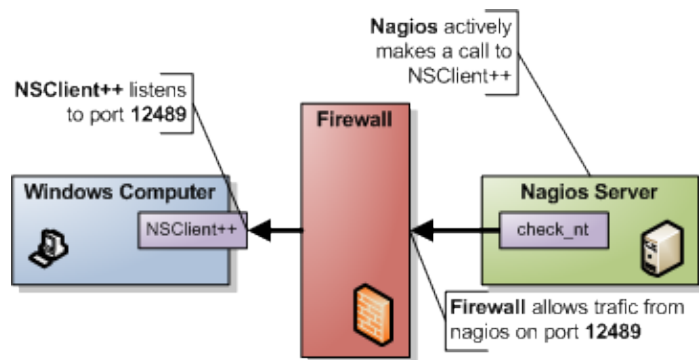 Nagios actively
makes a call to
NSClient++
NSClient++ listens
to port 12489
Firewall
Windows Computer
NSClient++
Nagios Server
check_nt
Firewall allows trafic from
nagios on port 12489